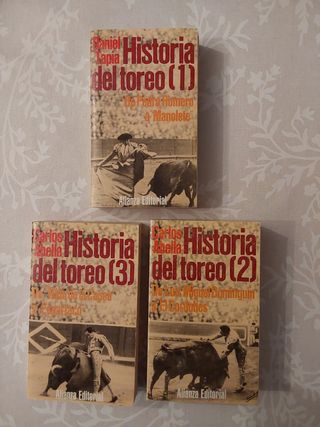 Daniel
Tapia
Historia
del toreo (1)
De Pedro Romero
a Manolete
Alianza Editorial
Carlos
Abella
Historia
del toreo (3)
Alianza Editorial
Carlos
Abella
Historia
del toreo (2)
De Luis Miguel Dominguín
a El Cordobés
Alianza Editorial